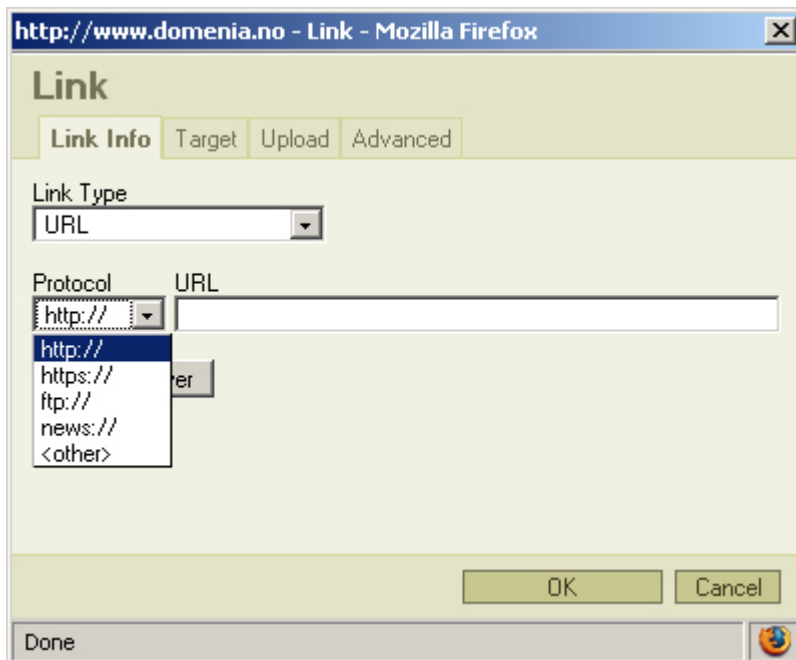 http://www.domenia.no - Link - Mozilla Firefox
Link
Link Info Target Upload Advanced
Link Type
URL
Protocol URL
http://
http://
https://
ftp://
news://
<other>
OK Cancel
Done